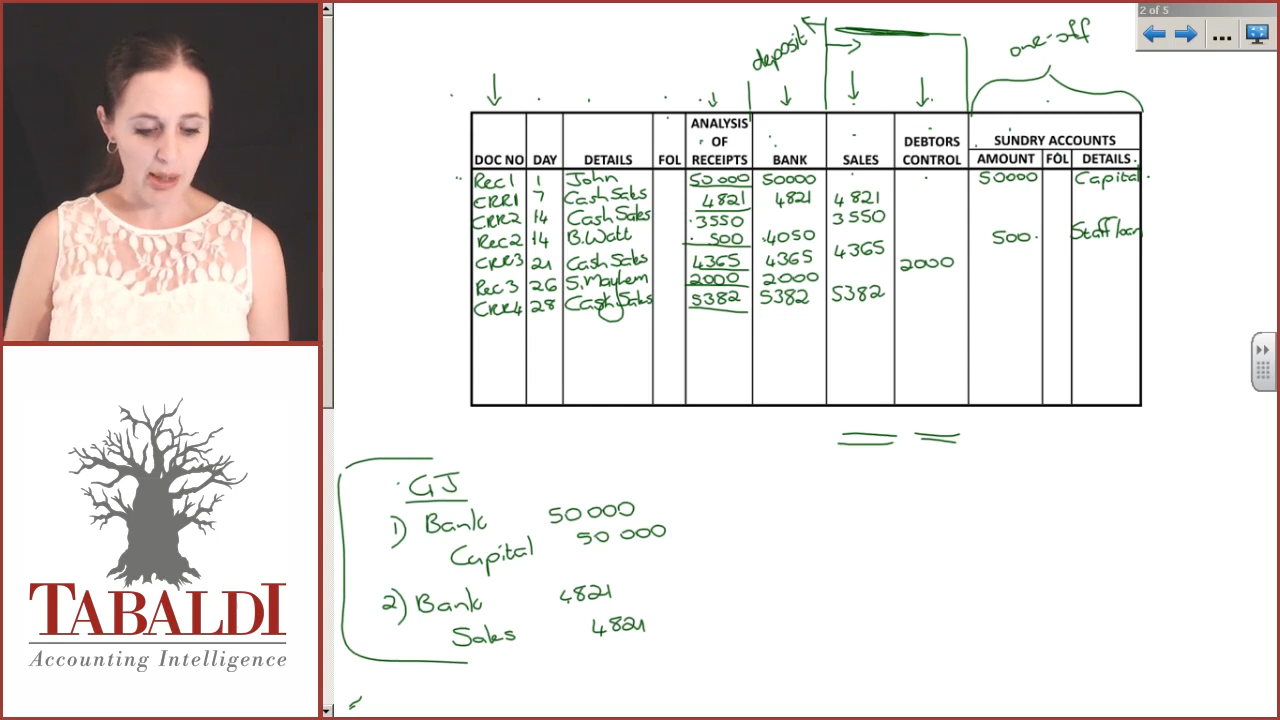 2 of 5
deposit
one-off
DOC NO DAY DETAILS FOL ANALYSIS OF RECEIPTS BANK SALES DEBTORS CONTROL SUNDRY ACCOUNTS AMOUNT FOL DETAILS
Rec1 1 John 50 000 50000 50000 Capital
CRR1 7 Cash Sales 4821 4821 4821
CRR2 14 Cash Sales 3550 3550
Rec2 14 B.Watt 500 4050 500 Staff loan
CRR3 21 Cash Sales 4365 4365 4365
Rec3 26 S.Mayhem 2000 2000 2000
CRR4 28 Cash Sales 5382 5382 5382
GJ
1) Bank 50 000
Capital 50 000
2) Bank 4821
Sales 4821
TABALDI
Accounting Intelligence